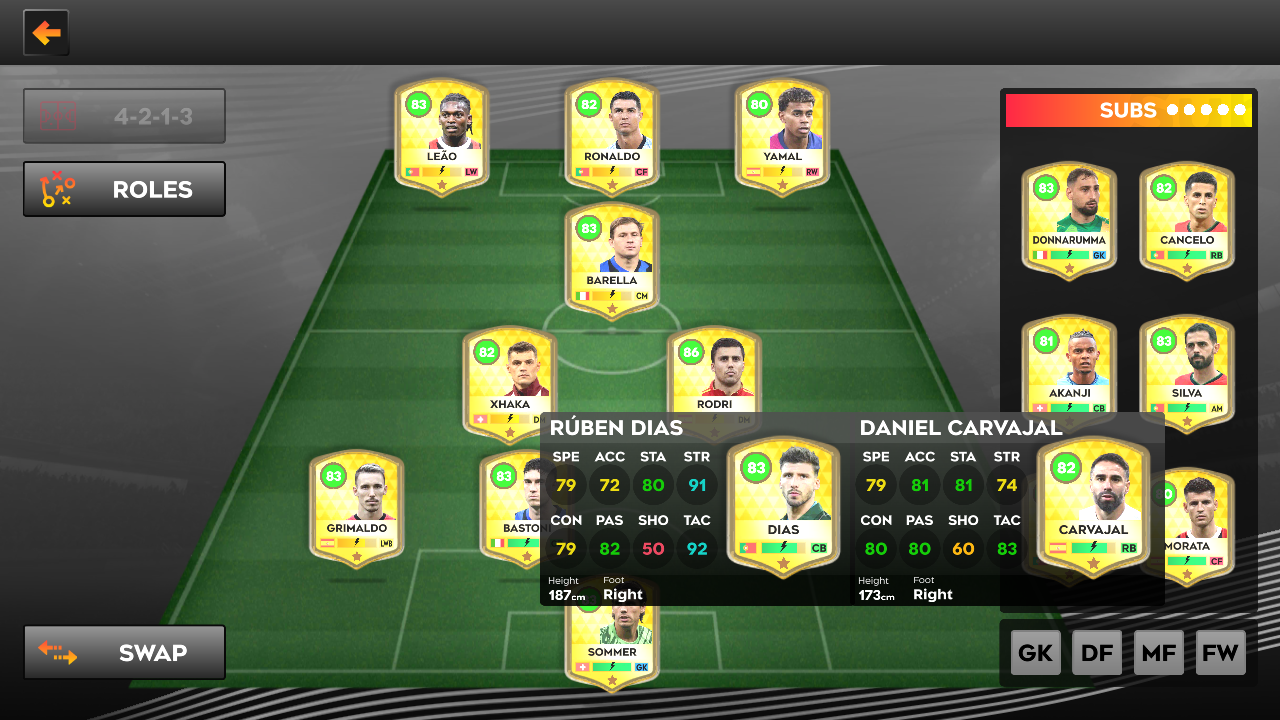 4-2-1-3
ROLES
83
LEÃO
LW
82
RONALDO
CF
80
YAMAL
RW
83
BARELLA
CM
82
XHAKA
86
RODRI
DM
83
GRIMALDO
LWB
83
SOMMER
GK
SUBS
83
DONNARUMMA
GK
82
CANCELO
RB
81
AKANJI
CB
83
SILVA
AM
MORATA
CF
RÚBEN DIAS
SPE ACC STA STR
79 72 80 91
CON PAS SHO TAC
79 82 50 92
Height Foot
187cm Right
83
DIAS
CB
DANIEL CARVAJAL
SPE ACC STA STR
79 81 81 74
CON PAS SHO TAC
80 80 60 83
Height Foot
173cm Right
82
CARVAJAL
RB
SWAP
GK DF MF FW